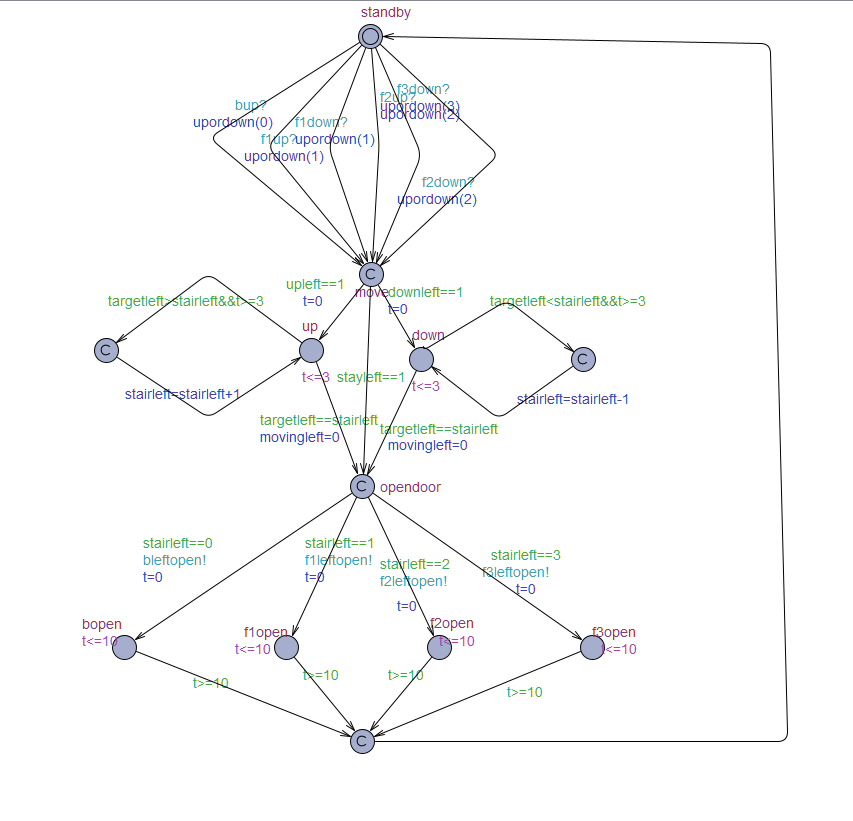 standby
f3down?
f2up?
bup?
upordown(3)
upordown(2)
upordown(0)
f1down?
f1up?
upordown(1)
upordown(1)
f2down?
upordown(2)
C
upleft==1
move
downleft==1
t=0
t=0
targetleft>stairleft&&t>=3
targetleft<stairleft&&t>=3
up
down
C
C
t<=3
stayleft==1
t<=3
stairleft=stairleft+1
stairleft=stairleft-1
targetleft==stairleft
movingleft=0
targetleft==stairleft
movingleft=0
C
opendoor
stairleft==0
bleftopen!
t=0
stairleft==1
f1leftopen!
t=0
stairleft==2
f2leftopen!
t=0
stairleft==3
f3leftopen!
t=0
bopen
t<=10
f1open
t<=10
f2open
t<=10
f3open
t<=10
t>=10
t>=10
t>=10
t>=10
C